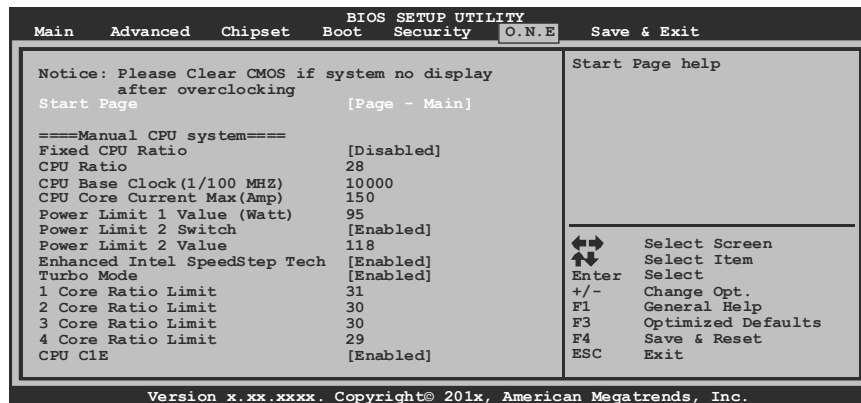 BIOS SETUP UTILITY
Main Advanced Chipset Boot Security O.N.E Save & Exit
Notice: Please Clear CMOS if system no display
after overclocking
Start Page [Page - Main]
====Manual CPU system====
Fixed CPU Ratio [Disabled]
CPU Ratio 28
CPU Base Clock(1/100 MHZ) 10000
CPU Core Current Max(Amp) 150
Power Limit 1 Value (Watt) 95
Power Limit 2 Switch [Enabled]
Power Limit 2 Value 118
Enhanced Intel SpeedStep Tech [Enabled]
Turbo Mode [Enabled]
1 Core Ratio Limit 31
2 Core Ratio Limit 30
3 Core Ratio Limit 30
4 Core Ratio Limit 29
CPU C1E [Enabled]
Start Page help
Select Screen
Select Item
Enter Select
+/- Change Opt.
F1 General Help
F3 Optimized Defaults
F4 Save & Reset
ESC Exit
Version x.xx.xxxx. Copyright© 201x, American Megatrends, Inc.